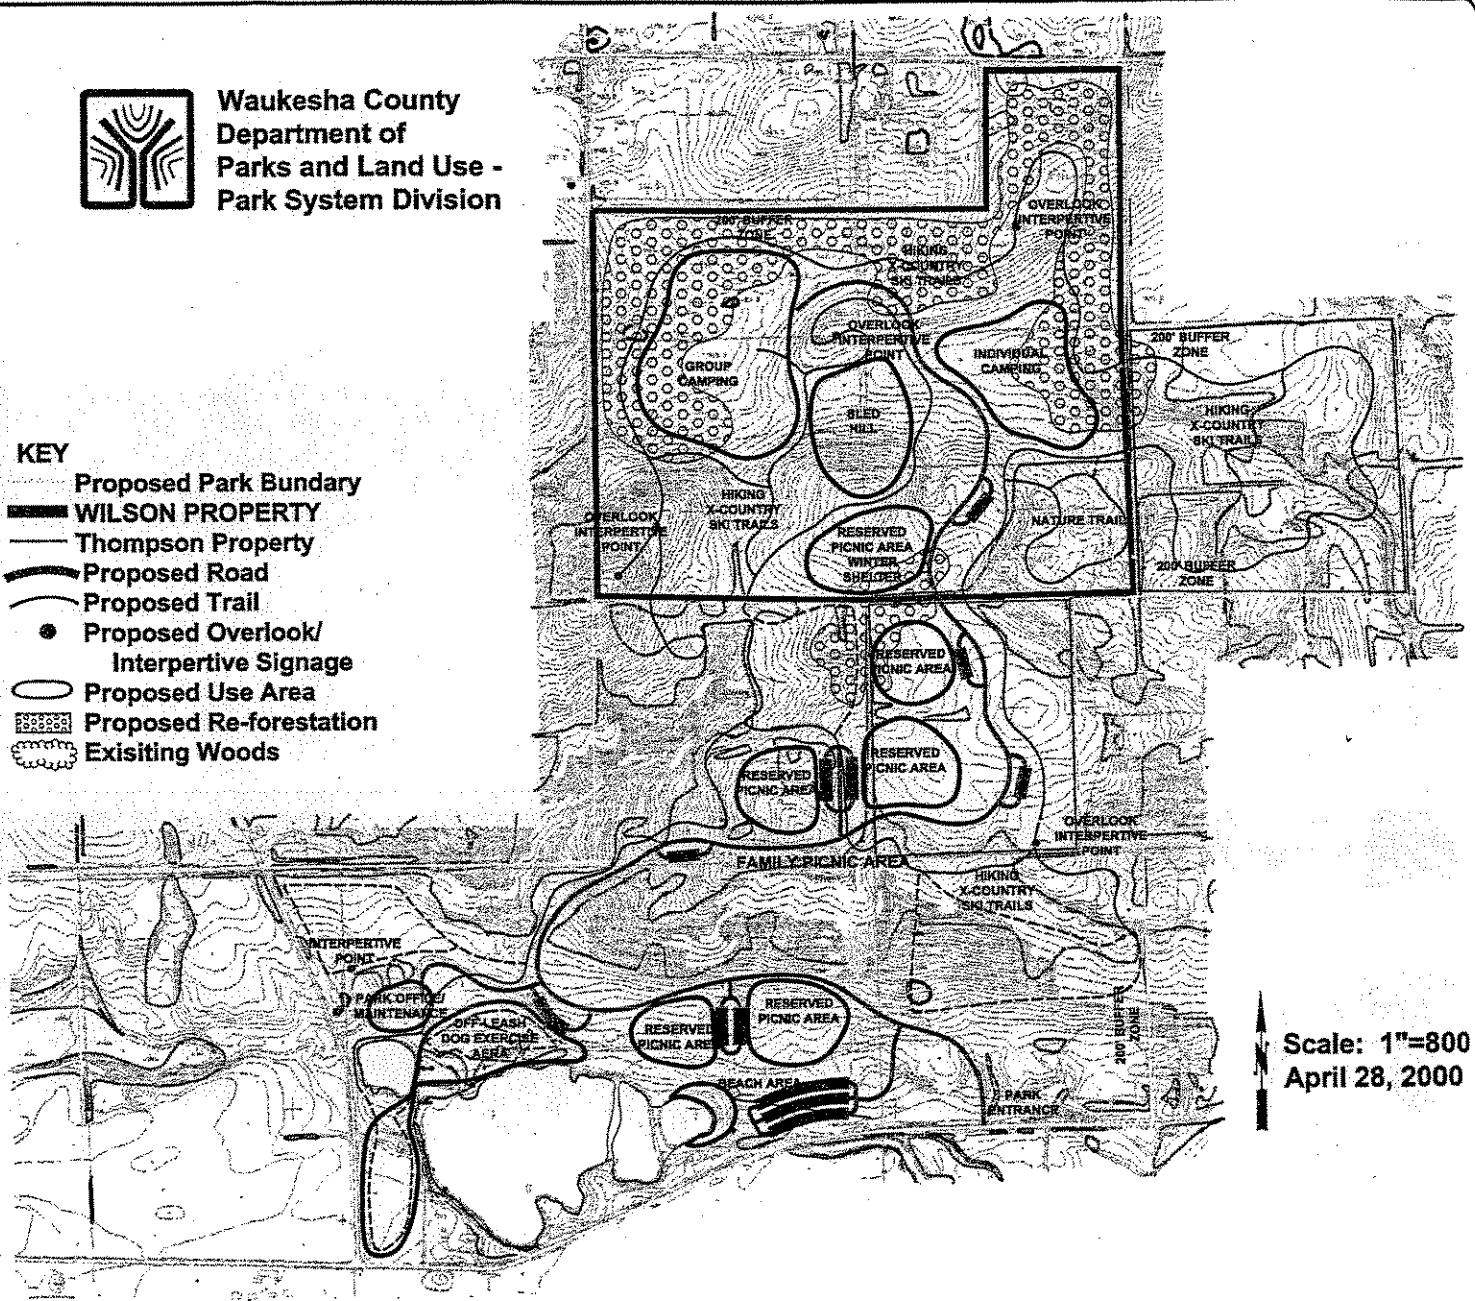 Waukesha County
Department of
Parks and Land Use -
Park System Division
KEY
Proposed Park Bundary
WILSON PROPERTY
Thompson Property
Proposed Road
Proposed Trail
Proposed Overlook/
Interpertive Signage
Proposed Use Area
Proposed Re-forestation
Exisiting Woods
200' BUFFER
ZONE
HIKING
X-COUNTRY
SKI TRAILS
OVERLOOK
INTERPERTIVE
POINT
OVERLOOK
INTERPERTIVE
POINT
GROUP
CAMPING
INDIVIDUAL
CAMPING
200' BUFFER
ZONE
SLED
HILL
HIKING
X-COUNTRY
SKI TRAILS
HIKING
X-COUNTRY
SKI TRAILS
OVERLOOK
INTERPERTIVE
POINT
NATURE TRAIL
RESERVED
PICNIC AREA
WINTER
SHELTER
200' BUFFER
ZONE
RESERVED
PICNIC AREA
RESERVED
PICNIC AREA
RESERVED
PICNIC AREA
OVERLOOK
INTERPERTIVE
POINT
FAMILY PICNIC AREA
HIKING
X-COUNTRY
SKI TRAILS
INTERPERTIVE
POINT
PARK OFFICE/
MAINTENANCE
OFF-LEASH
DOG EXERCISE
AERA
RESERVED
PICNIC AREA
RESERVED
PICNIC AREA
200' BUFFER
ZONE
BEACH AREA
PARK
ENTRANCE
N
Scale: 1"=800
April 28, 2000